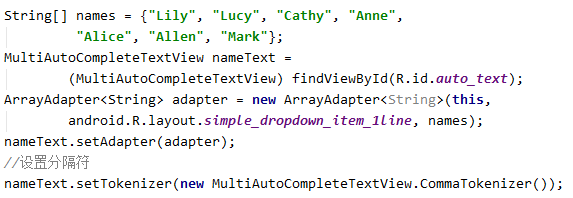 String[] names = {"Lily", "Lucy", "Cathy", "Anne",
"Alice", "Allen", "Mark"};
MultiAutoCompleteTextView nameText =
(MultiAutoCompleteTextView) findViewById(R.id.auto_text);
ArrayAdapter<String> adapter = new ArrayAdapter<String>(this,
android.R.layout.simple_dropdown_item_1line, names);
nameText.setAdapter(adapter);
//设置分隔符
nameText.setTokenizer(new MultiAutoCompleteTextView.CommaTokenizer());